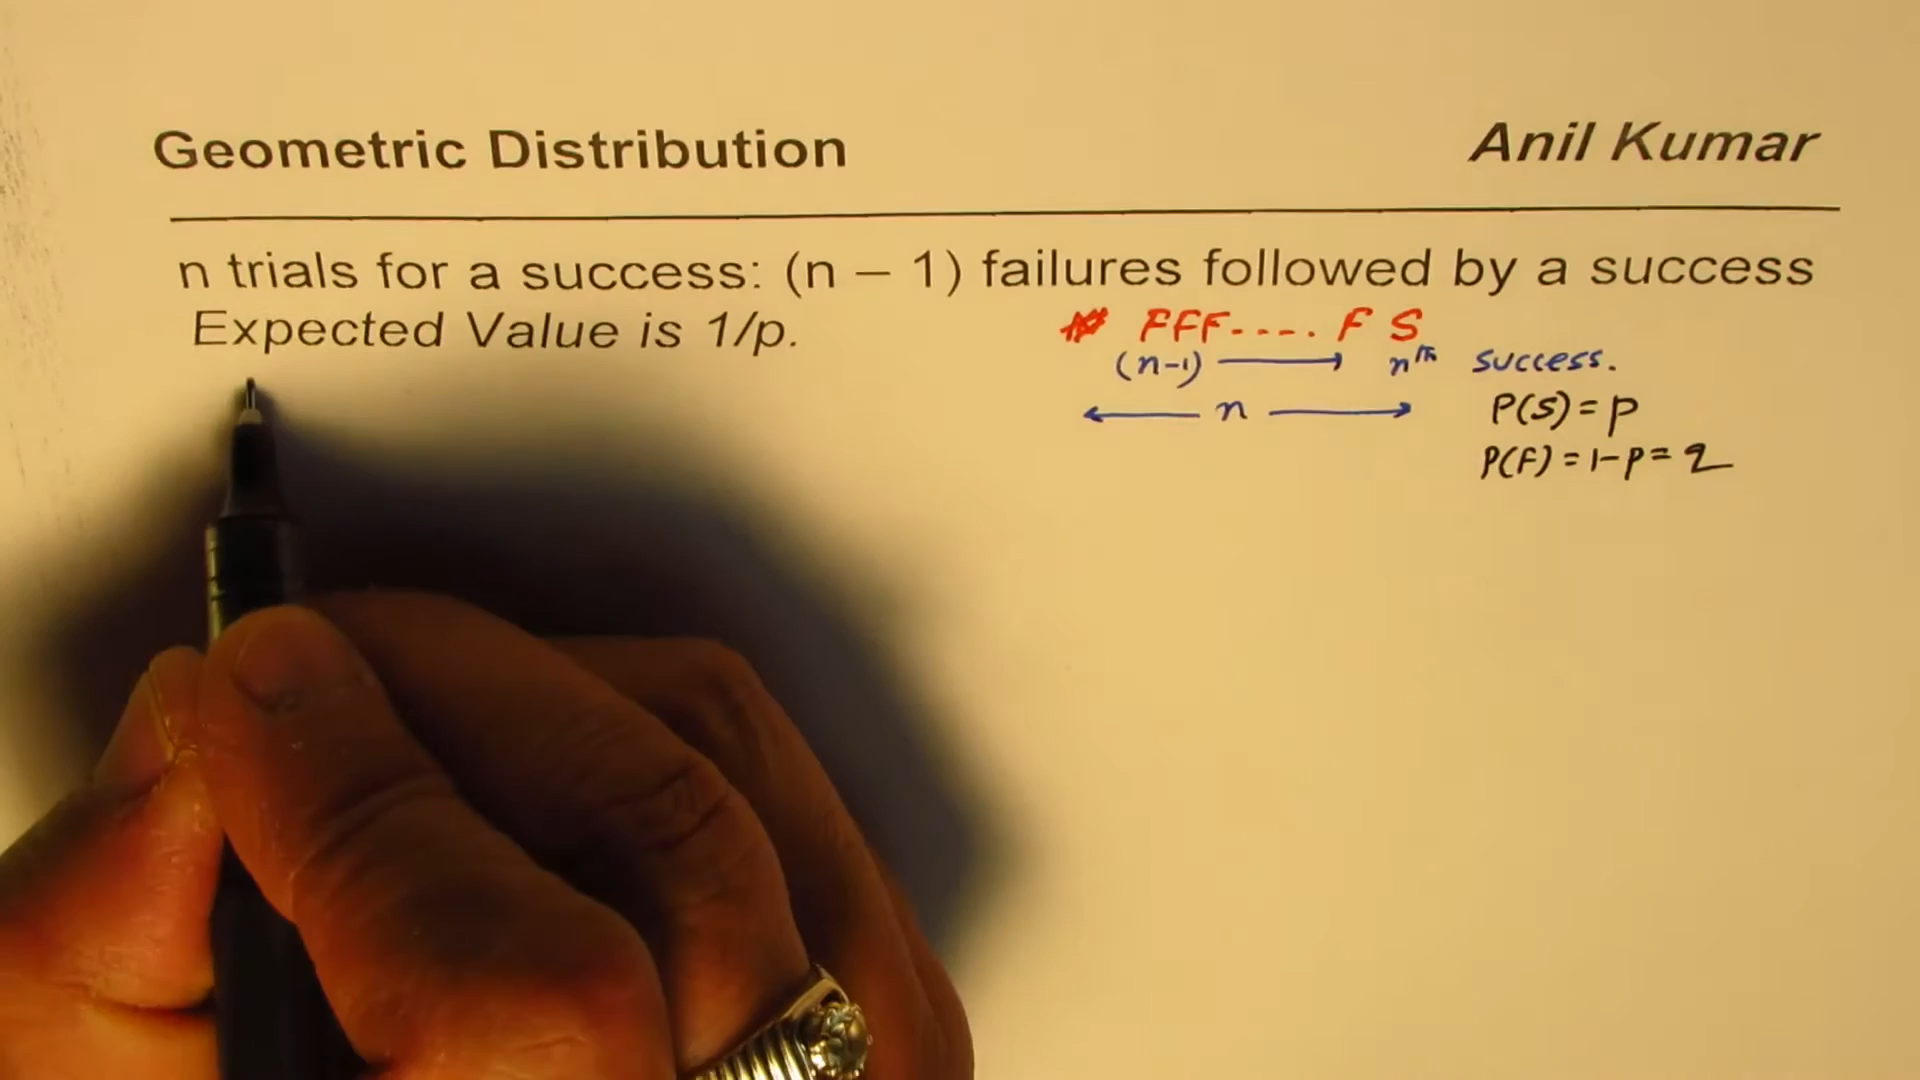 Geometric Distribution Anil Kumar
n trials for a success: (n – 1) failures followed by a success
Expected Value is 1/p.
FFF----. F S
(n-1) → nth success.
← n → P(S) = p
P(F) = 1-p = q